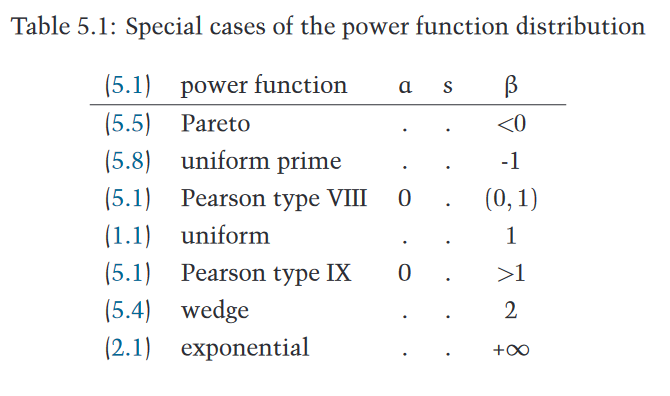 Table 5.1: Special cases of the power function distribution
(5.1) power function a s β
(5.5) Pareto . . <0
(5.8) uniform prime . . -1
(5.1) Pearson type VIII 0 . (0, 1)
(1.1) uniform . . 1
(5.1) Pearson type IX 0 . >1
(5.4) wedge . . 2
(2.1) exponential . . +∞